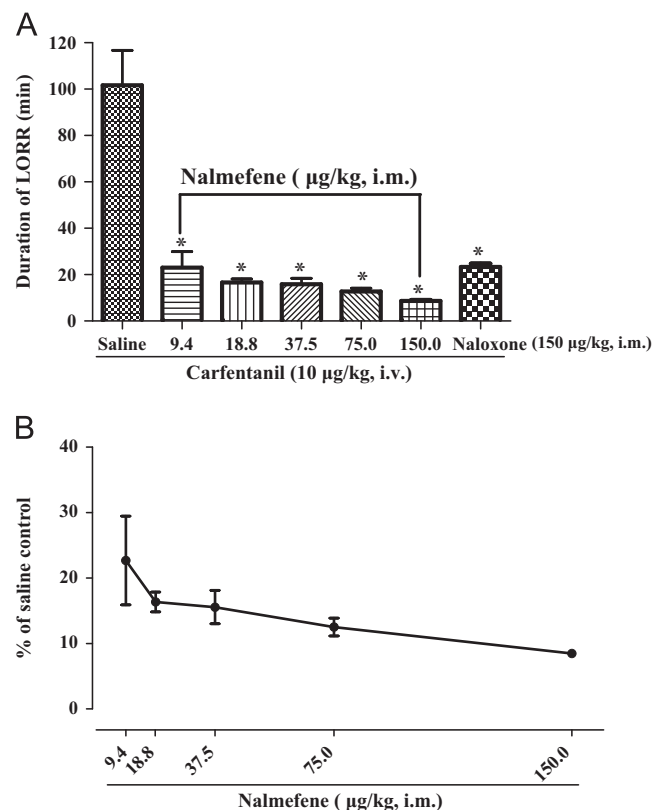 A
120
100
80
60
40
20
0
Duration of LORR (min)
Nalmefene ( μg/kg, i.m.)
* * * * * *
Saline 9.4 18.8 37.5 75.0 150.0 Naloxone (150 μg/kg, i.m.)
Carfentanil (10 μg/kg, i.v.)
B
40
30
20
10
0
% of saline control
9.4 18.8 37.5 75.0 150.0
Nalmefene ( μg/kg, i.m.)